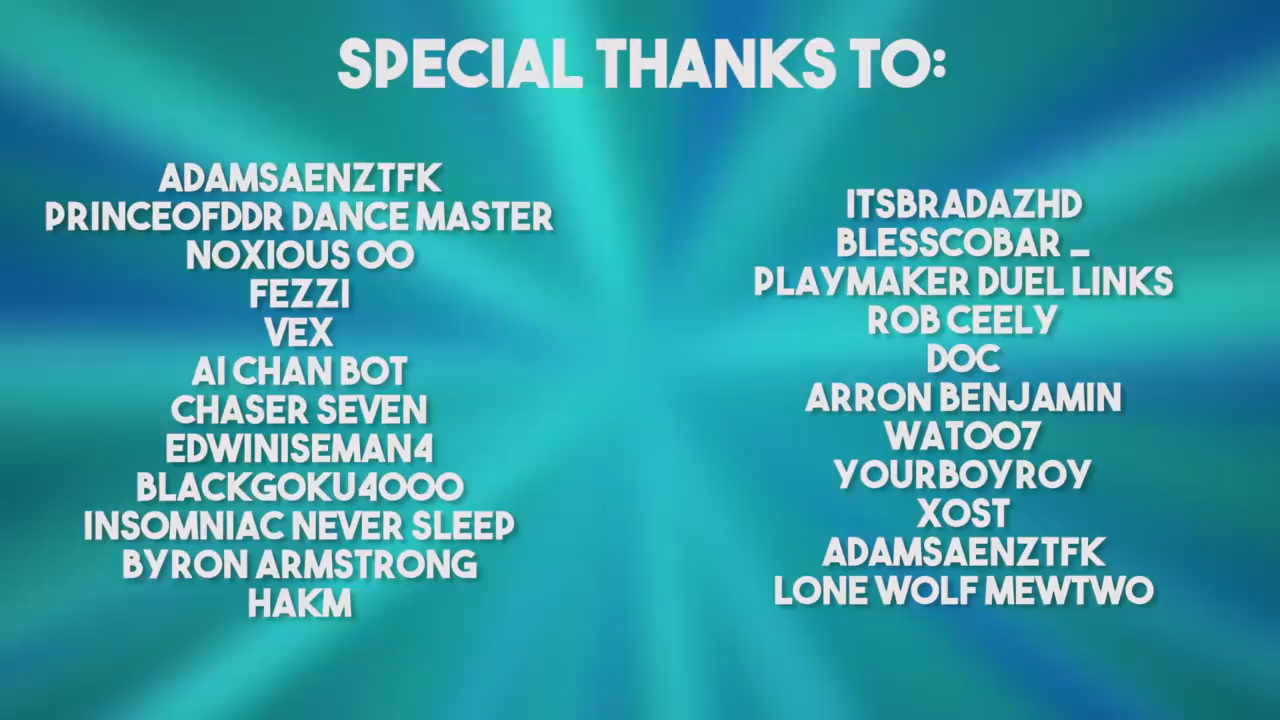 SPECIAL THANKS TO:
ADAMSAENZTFK
PRINCEOFDDR DANCE MASTER
NOXIOUS OO
FEZZI
VEX
AI CHAN BOT
CHASER SEVEN
EDWINISEMAN4
BLACKGOKU4000
INSOMNIAC NEVER SLEEP
BYRON ARMSTRONG
HAKM
ITSBRADAZHD
BLESSCOBAR _
PLAYMAKER DUEL LINKS
ROB CEELY
DOC
ARRON BENJAMIN
WATOO7
YOURBOYROY
XOST
ADAMSAENZTFK
LONE WOLF MEWTWO